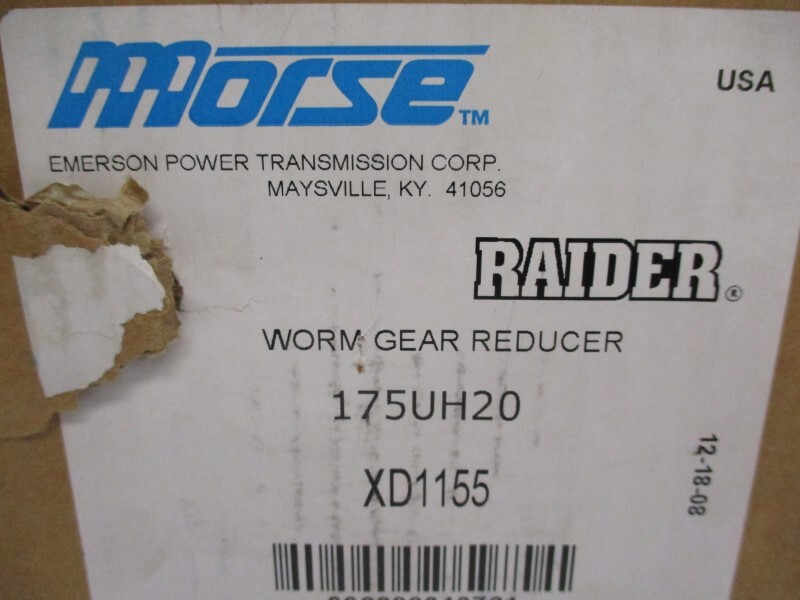 morse™
USA
EMERSON POWER TRANSMISSION CORP.
MAYSVILLE, KY. 41056
RAIDER®
WORM GEAR REDUCER
175UH20
XD1155
12-18-08